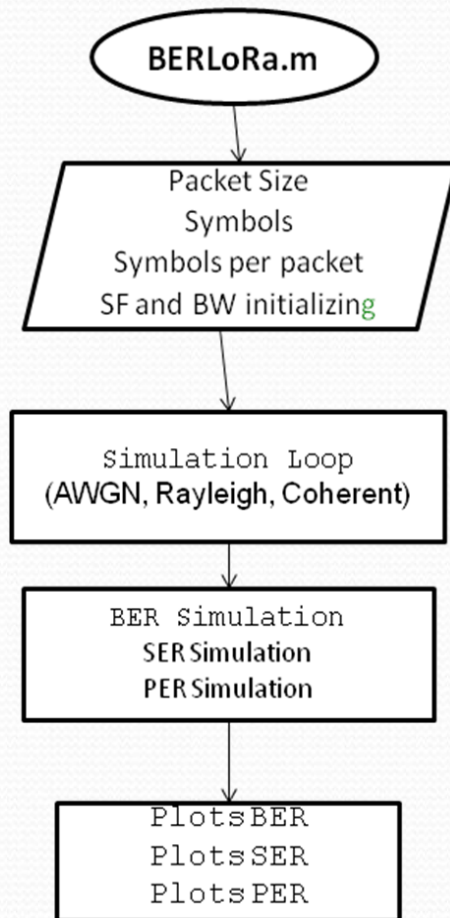 BERLoRa.m
Packet Size
Symbols
Symbols per packet
SF and BW initializing
Simulation Loop
(AWGN, Rayleigh, Coherent)
BER Simulation
SER Simulation
PER Simulation
PlotsBER
PlotsSER
PlotsPER